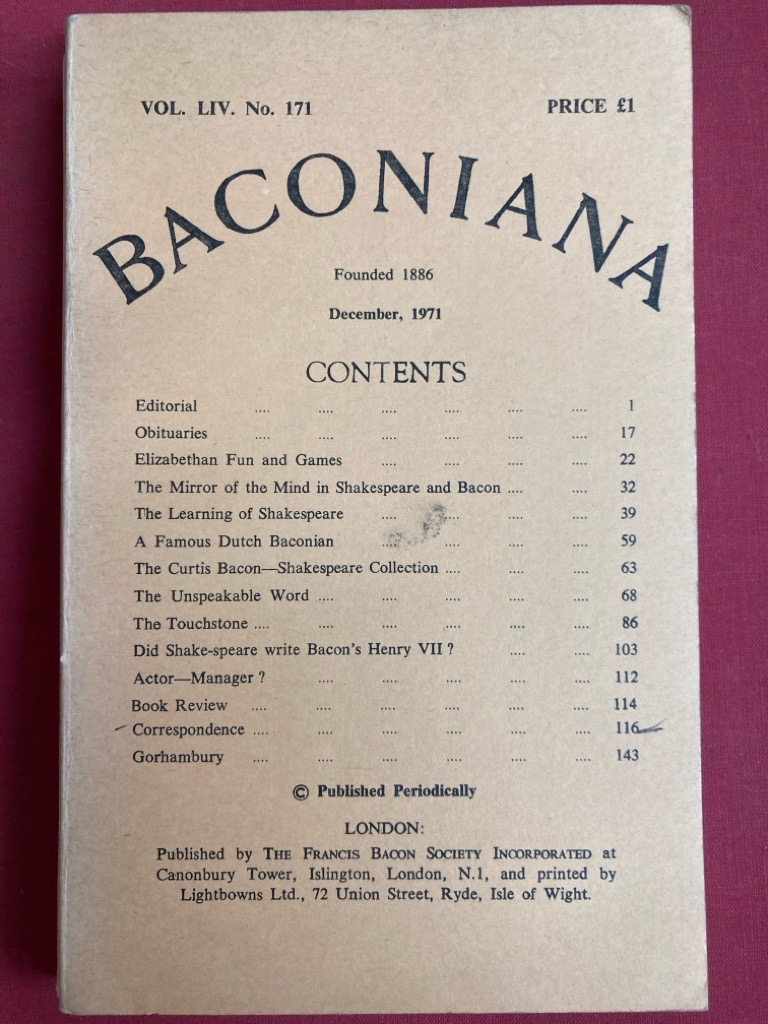 VOL. LIV. No. 171 PRICE £1
BACONIANA
Founded 1886
December, 1971
CONTENTS
Editorial .... .... .... .... .... .... 1
Obituaries .... .... .... .... .... .... 17
Elizabethan Fun and Games .... .... .... .... 22
The Mirror of the Mind in Shakespeare and Bacon .... .... 32
The Learning of Shakespeare .... .... .... .... 39
A Famous Dutch Baconian .... .... .... .... 59
The Curtis Bacon—Shakespeare Collection .... .... .... 63
The Unspeakable Word .... .... .... .... .... 68
The Touchstone .... .... .... .... .... .... 86
Did Shake-speare write Bacon's Henry VII ? .... .... 103
Actor—Manager ? .... .... .... .... .... 112
Book Review .... .... .... .... .... .... 114
Correspondence .... .... .... .... .... .... 116
Gorhambury .... .... .... .... .... .... 143
© Published Periodically
LONDON:
Published by THE FRANCIS BACON SOCIETY INCORPORATED at
Canonbury Tower, Islington, London, N.1, and printed by
Lightbowns Ltd., 72 Union Street, Ryde, Isle of Wight.